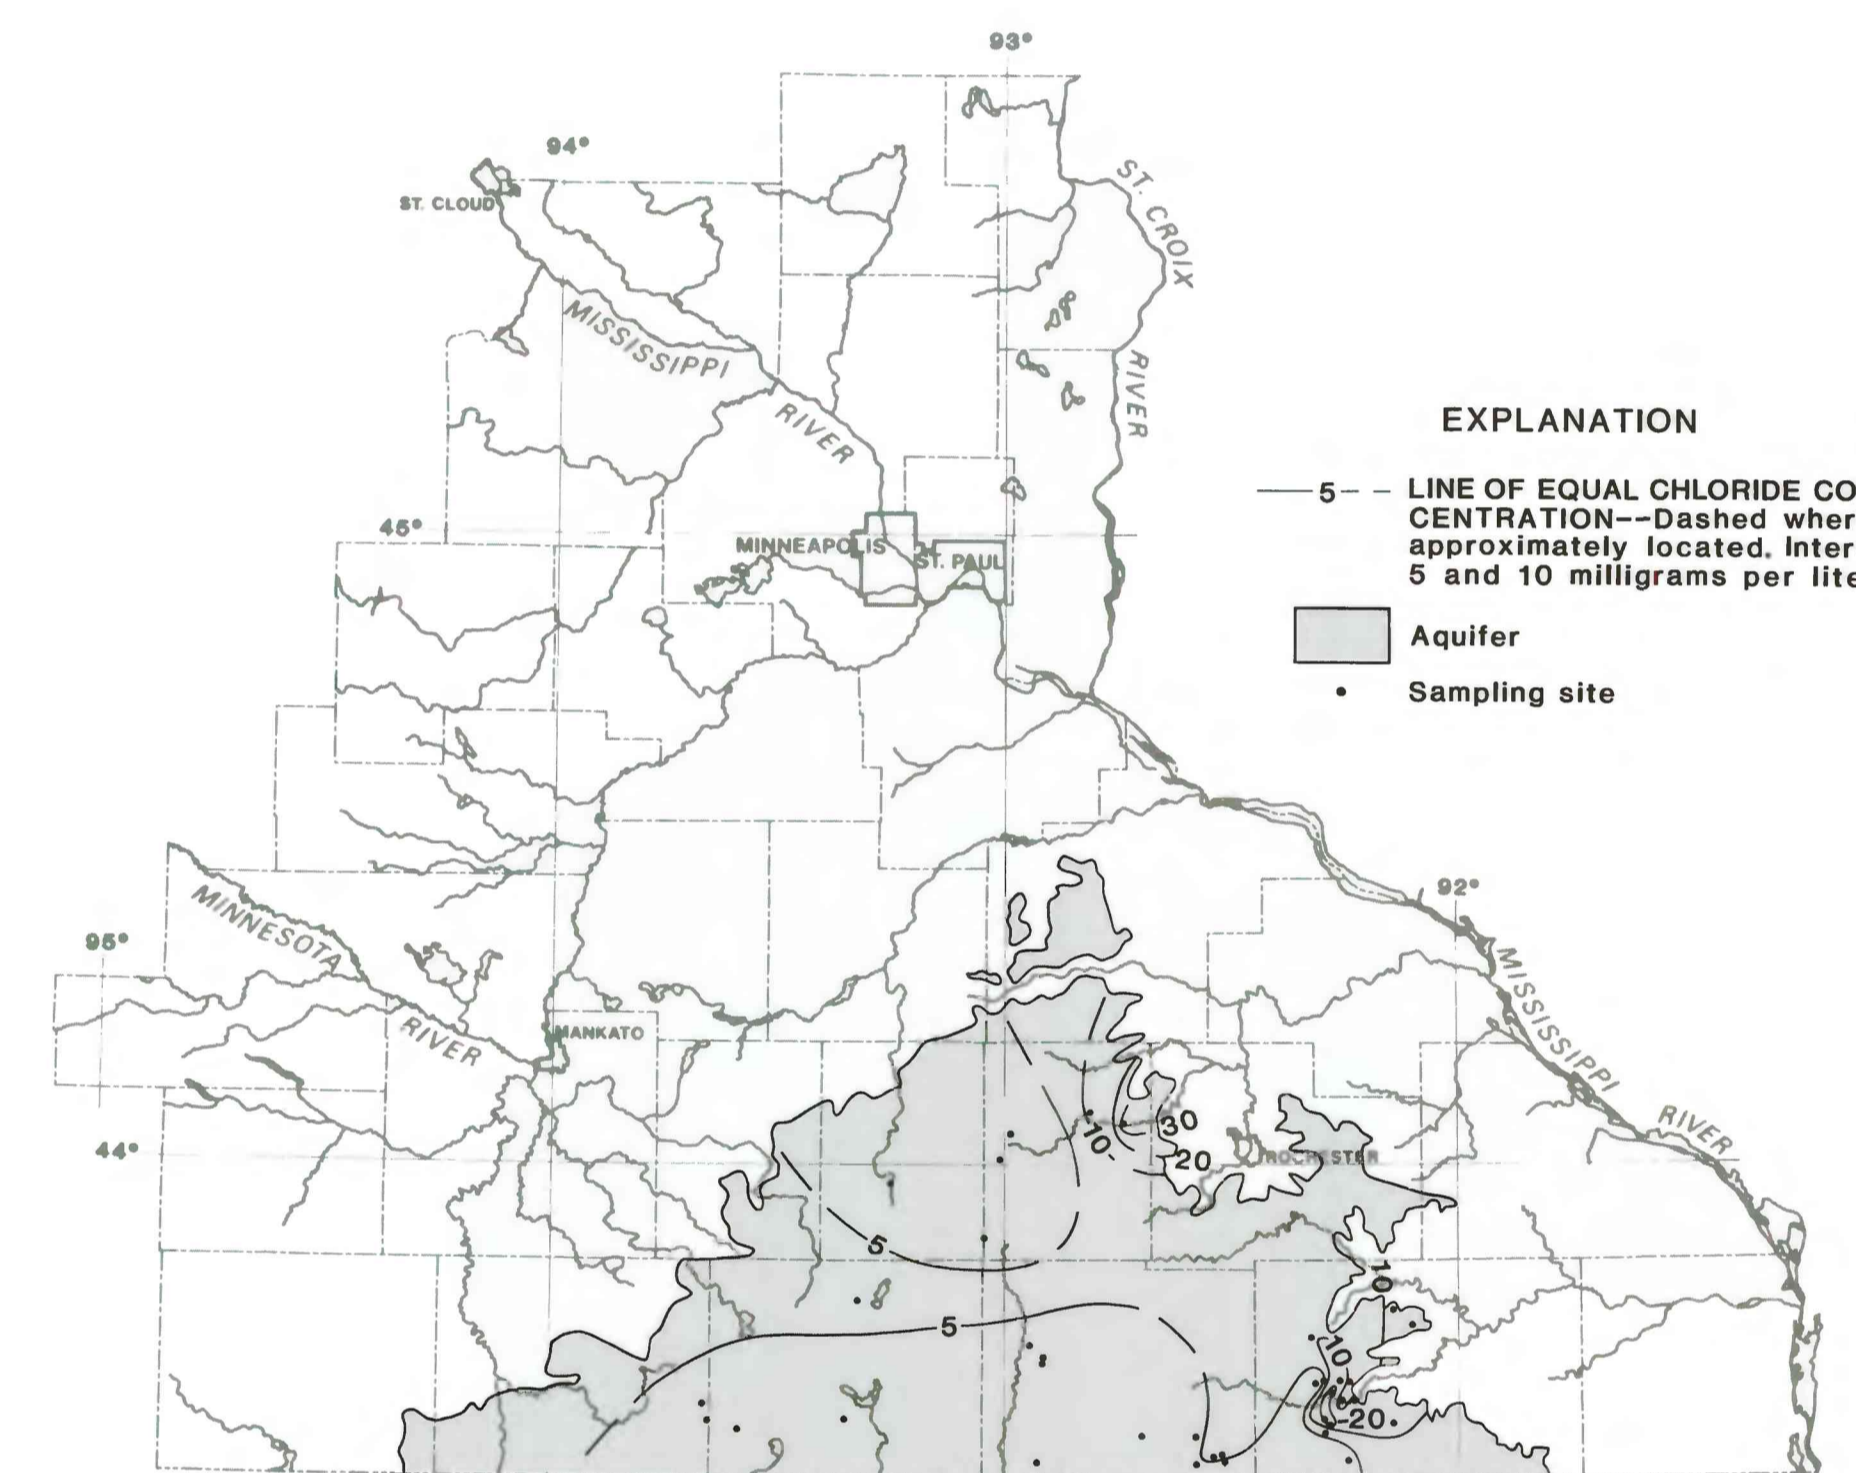 93°
94°
ST. CLOUD
ST. CROIX
RIVER
MISSISSIPPI
RIVER
EXPLANATION
5 LINE OF EQUAL CHLORIDE CO
CENTRATION--Dashed wher
approximately located. Inter
5 and 10 milligrams per lite
Aquifer
Sampling site
45°
MINNEAPOLIS
ST. PAUL
92°
95°
MINNESOTA
RIVER
MANKATO
MISSISSIPPI
RIVER
44°
10
30
20
ROCHESTER
5
10
5
10
20